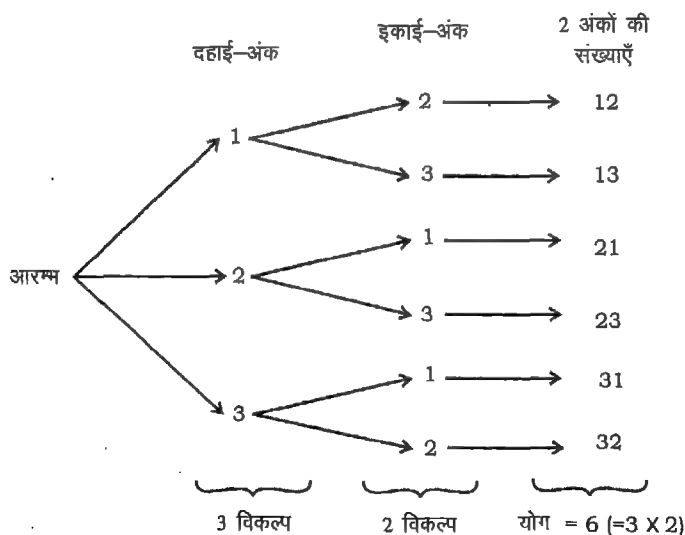 दहाई–अंक इकाई–अंक 2 अंकों की
संख्याएँ
2 12
1
3 13
1 21
आरम्भ 2
3 23
1 31
3
2 32
3 विकल्प 2 विकल्प योग = 6 (=3 X 2)